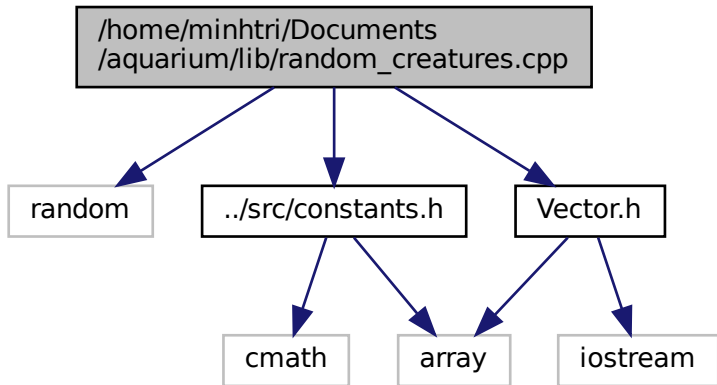 /home/minhtri/Documents
/aquarium/lib/random_creatures.cpp
random
../src/constants.h
Vector.h
cmath
array
iostream